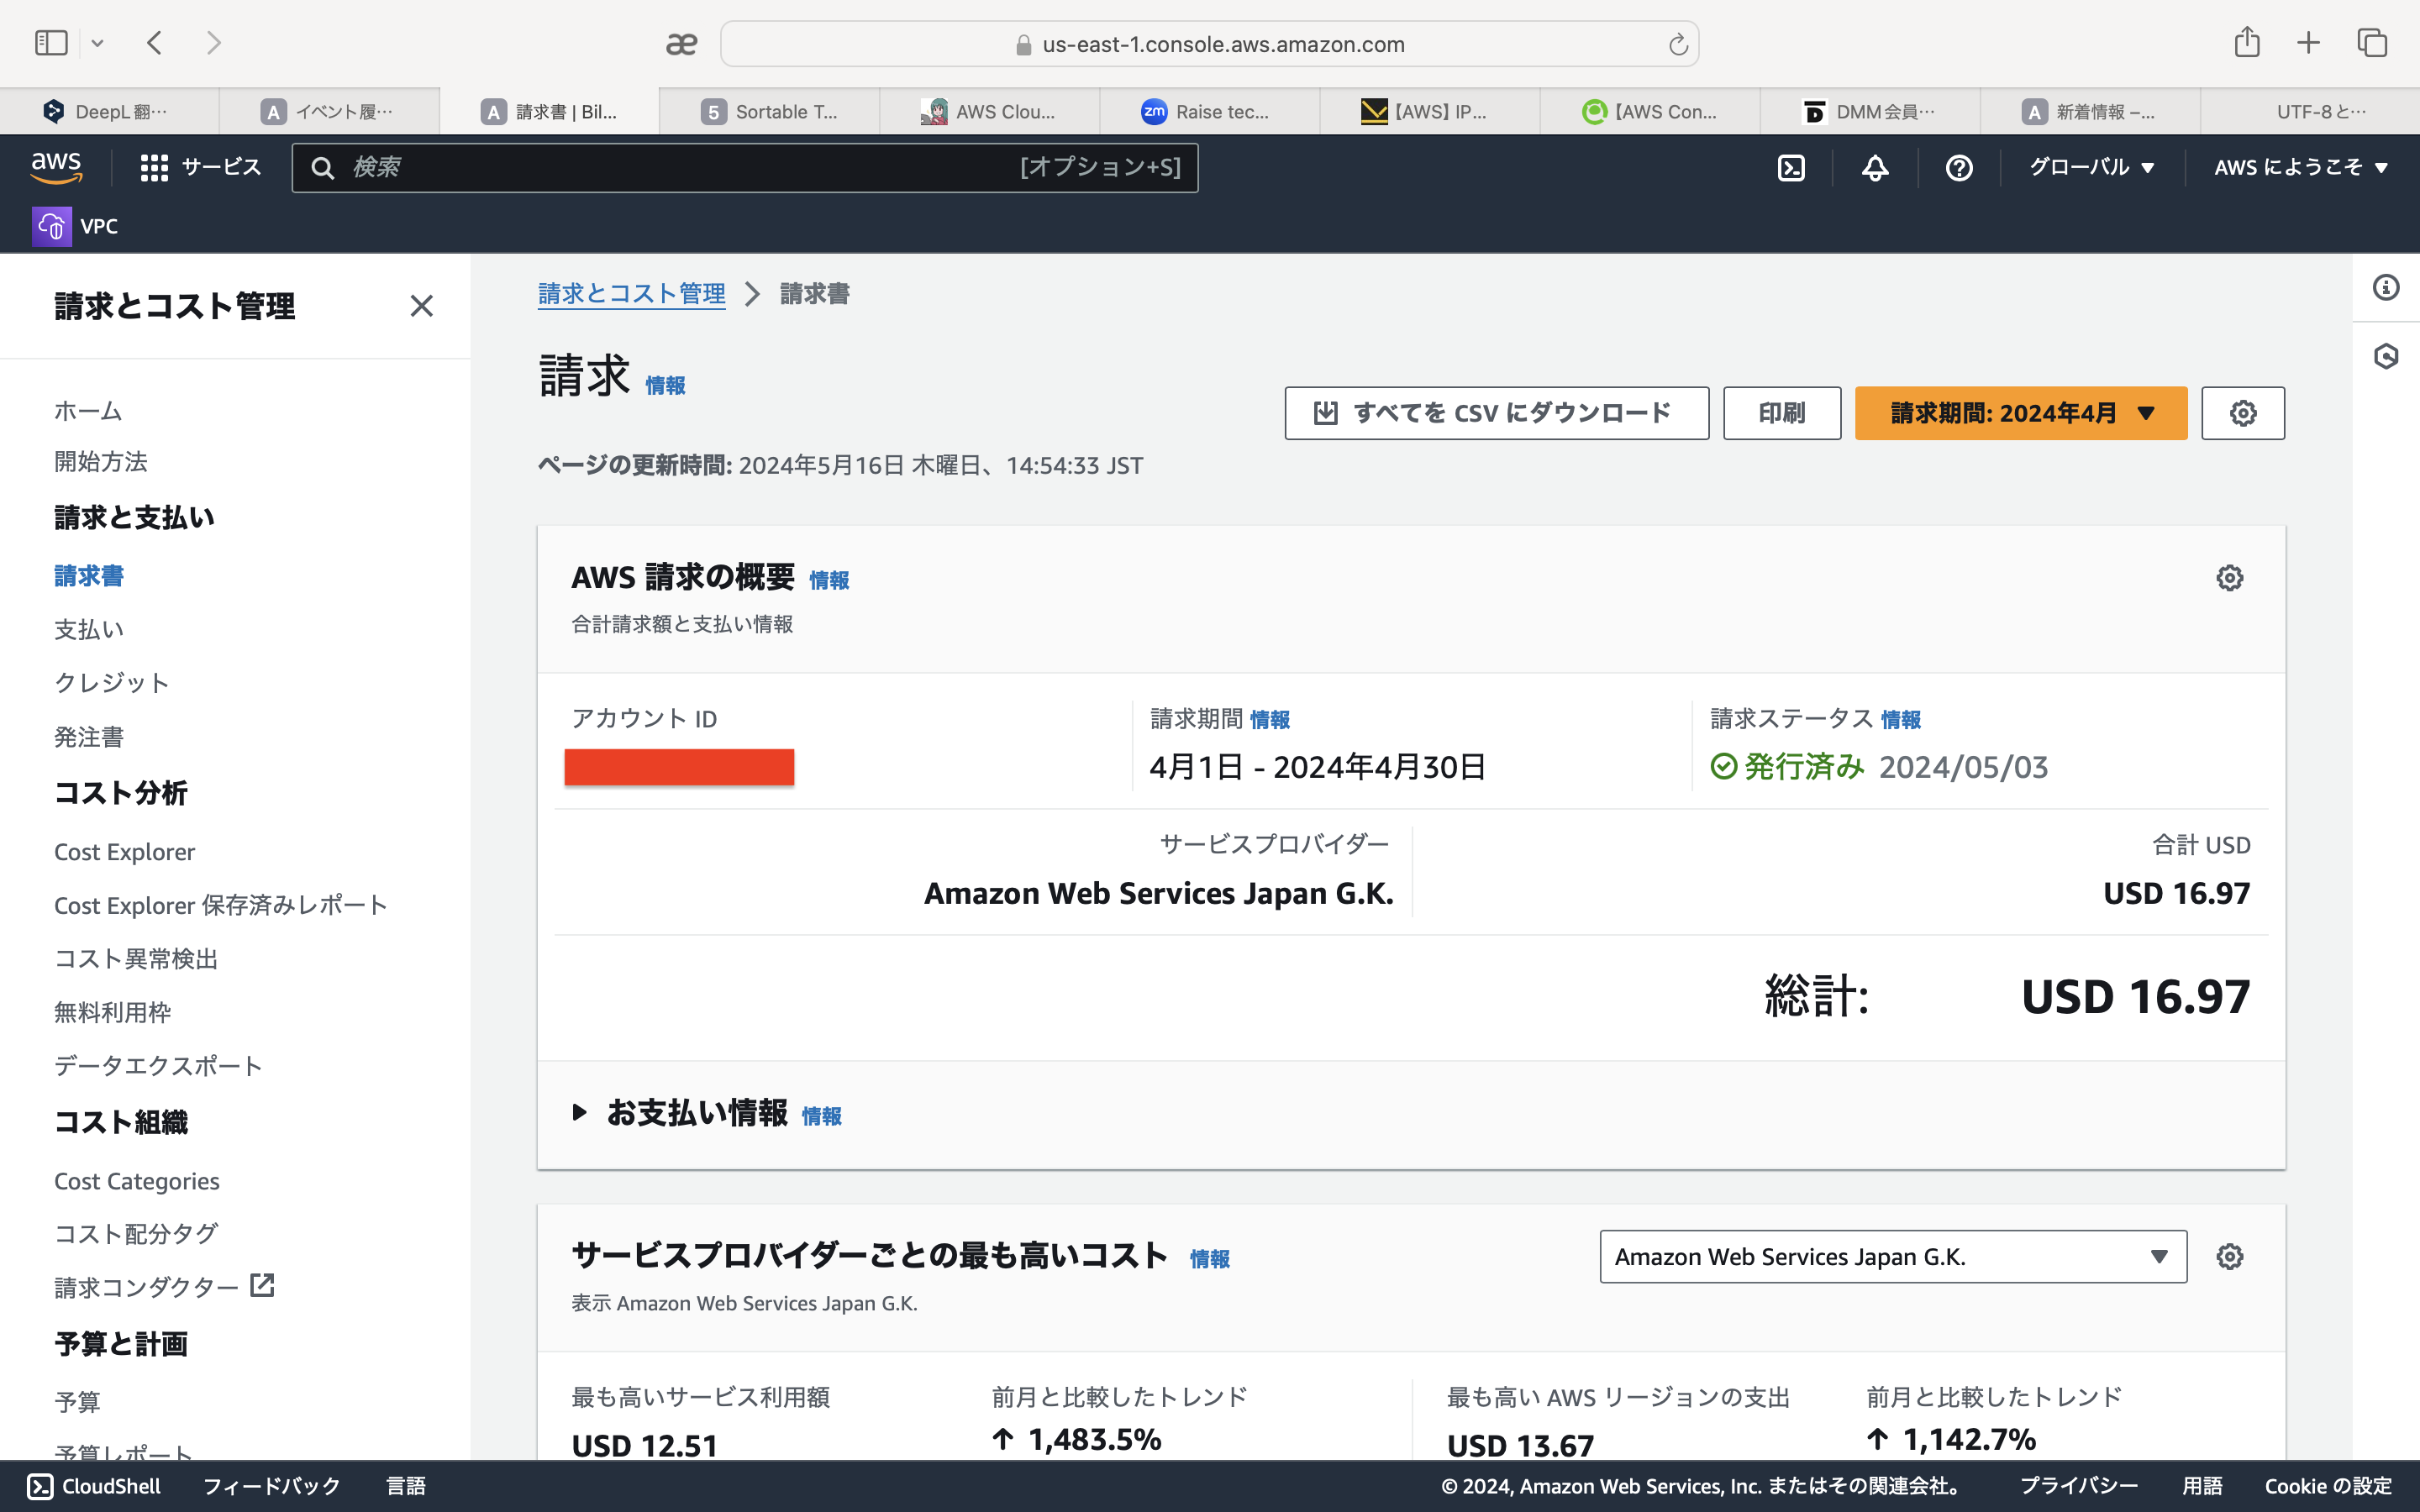 us-east-1.console.aws.amazon.com
DeepL 翻…
イベント履…
請求書 | Bil...
Sortable T...
AWS Clou...
Raise tec...
【AWS】IP...
【AWS Con...
DMM 会員…
新着情報 –...
UTF-8 と…
aws
サービス
検索
[オプション+S]
グローバル
AWS にようこそ
VPC
請求とコスト管理
ホーム
開始方法
請求と支払い
請求書
支払い
クレジット
発注書
コスト分析
Cost Explorer
Cost Explorer 保存済みレポート
コスト異常検出
無料利用枠
データエクスポート
コスト組織
Cost Categories
コスト配分タグ
請求コンダクター
予算と計画
予算
予算レポート
請求とコスト管理 > 請求書
請求 情報
すべてを CSV にダウンロード
印刷
請求期間: 2024年4月
ページの更新時間: 2024年5月16日 木曜日、14:54:33 JST
AWS 請求の概要 情報
合計請求額と支払い情報
アカウント ID
請求期間 情報
4月1日 - 2024年4月30日
請求ステータス 情報
発行済み 2024/05/03
サービスプロバイダー
Amazon Web Services Japan G.K.
合計 USD
USD 16.97
総計: USD 16.97
お支払い情報 情報
サービスプロバイダーごとの最も高いコスト 情報
表示 Amazon Web Services Japan G.K.
Amazon Web Services Japan G.K.
最も高いサービス利用額
USD 12.51
前月と比較したトレンド
↑ 1,483.5%
最も高い AWS リージョンの支出
USD 13.67
前月と比較したトレンド
↑ 1,142.7%
CloudShell
フィードバック
言語
© 2024, Amazon Web Services, Inc. またはその関連会社。
プライバシー
用語
Cookie の設定